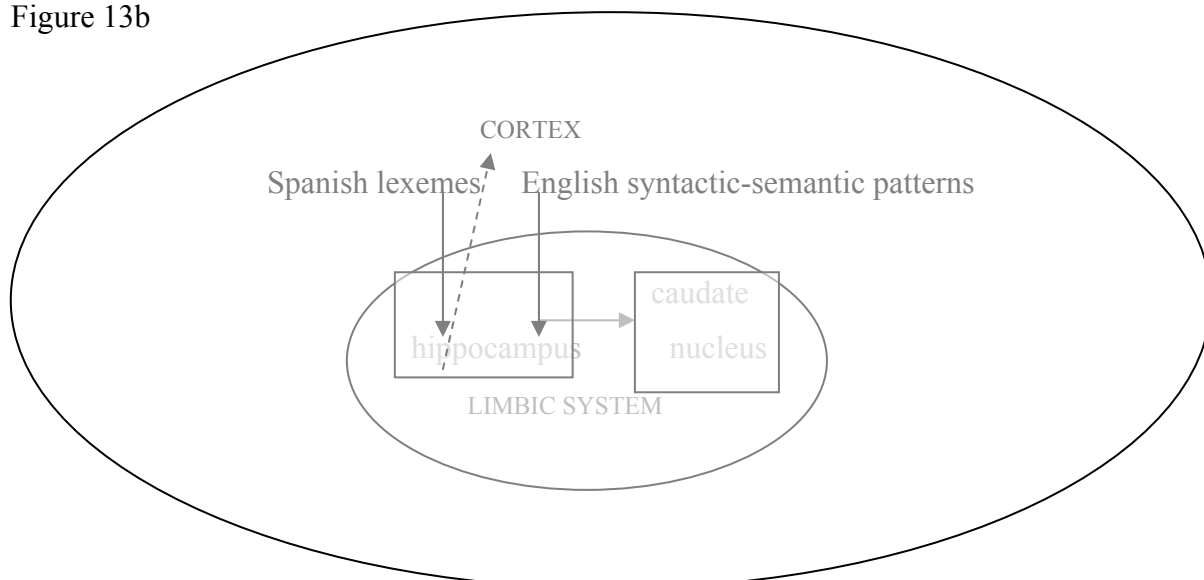 Figure 13b
CORTEX
Spanish lexemes English syntactic-semantic patterns
caudate
hippocampus nucleus
LIMBIC SYSTEM